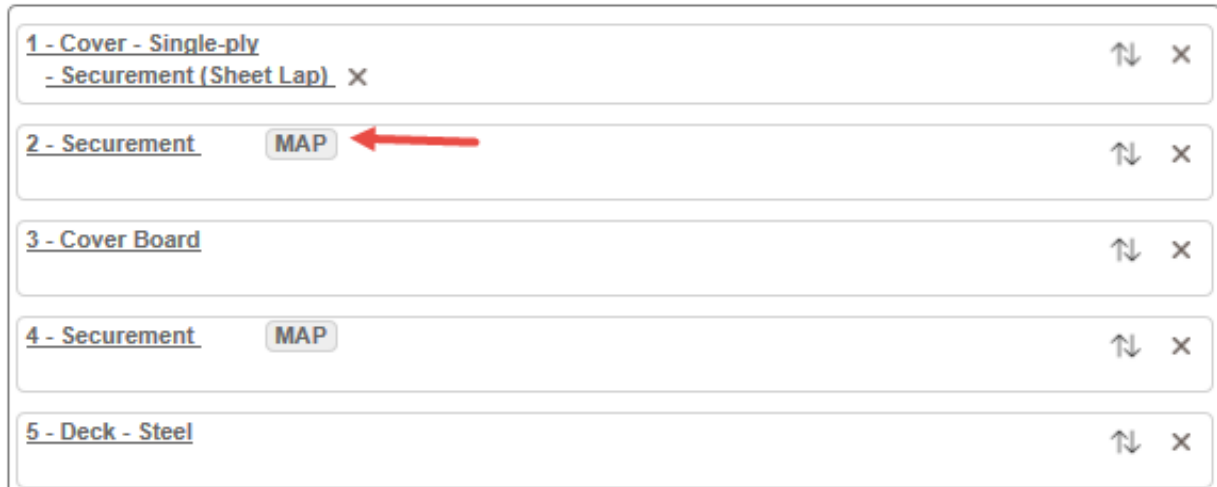 1 - Cover - Single-ply
- Securement (Sheet Lap)
2 - Securement MAP
3 - Cover Board
4 - Securement MAP
5 - Deck - Steel